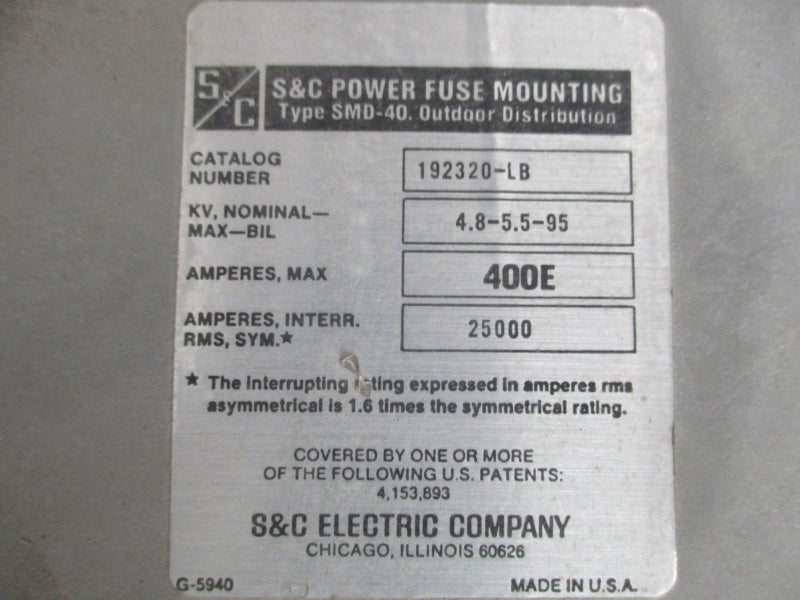 S&C
S&C POWER FUSE MOUNTING
Type SMD-40. Outdoor Distribution
CATALOG
NUMBER
192320-LB
KV, NOMINAL—
MAX—BIL
4.8-5.5-95
AMPERES, MAX
400E
AMPERES, INTERR.
RMS, SYM.★
25000
★ The interrupting expressed in amperes rms
asymmetrical is 1.6 times the symmetrical rating.
COVERED BY ONE OR MORE
OF THE FOLLOWING U.S. PATENTS:
4,153,893
S&C ELECTRIC COMPANY
CHICAGO, ILLINOIS 60626
G-5940
MADE IN U.S.A.